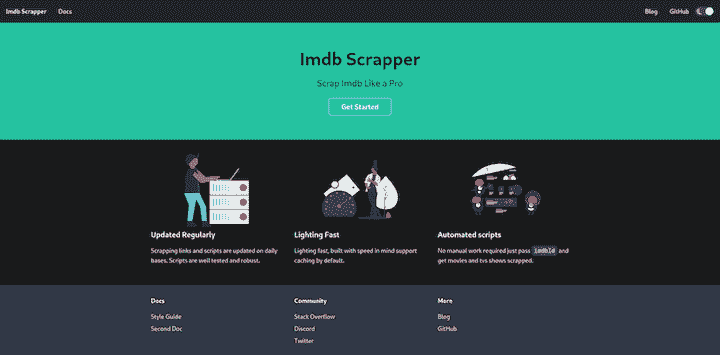 Imdb Scrapper Docs Blog GitHub
Imdb Scrapper
Scrap Imdb Like a Pro
Get Started
Updated Regularly
Scrapping links and scripts are updated on daily
bases. Scripts are well tested and robust.
Lighting Fast
Lighting fast, built with speed in mind support
caching by default.
Automated scripts
No manual work required just pass imdbId and
get movies and tvs shows scrapped.
Docs
Style Guide
Second Doc
Community
Stack Overflow
Discord
Twitter
More
Blog
GitHub